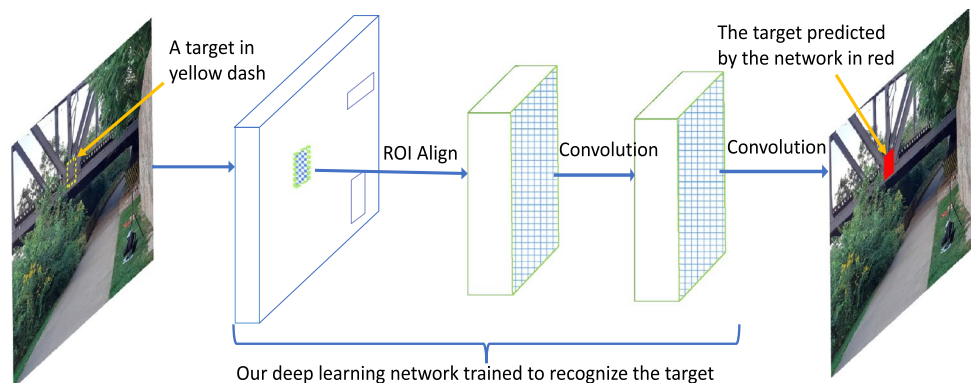 A target in
yellow dash
ROI Align
Convolution
Convolution
The target predicted
by the network in red
Our deep learning network trained to recognize the target